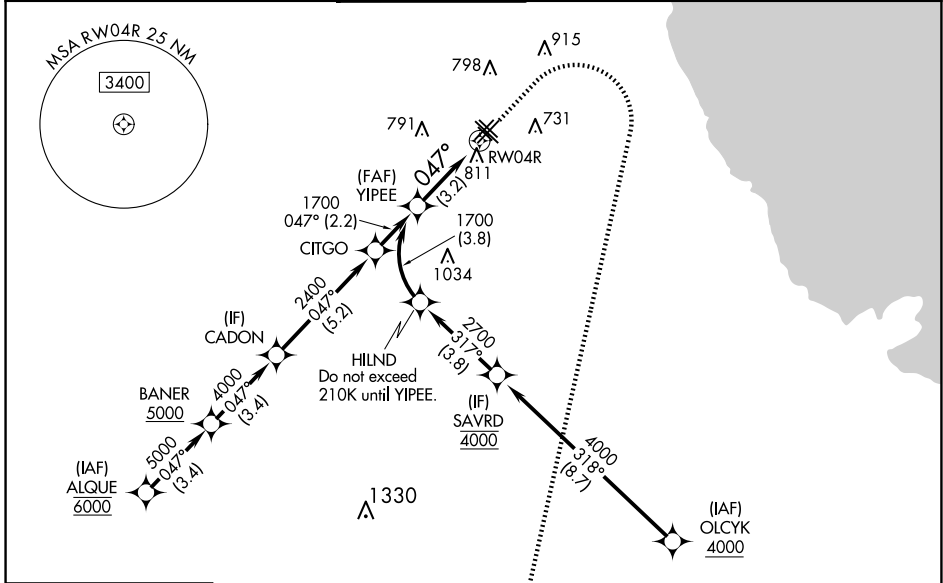 MSA RW04R 25 NM
3400
915
798
791
731
RW04R
811
047°
(3.2)
(FAF)
YIPEE
1700
047° (2.2)
1700
(3.8)
CITGO
1034
2400
047°
(5.2)
(IF)
CADON
HILND
Do not exceed
210K until YIPEE.
2700
317°
(3.8)
BANER
5000
4000
047°
(3.4)
(IF)
SAVRD
4000
5000
047°
(3.4)
(IAF)
ALQUE
6000
4000
318°
(8.7)
1330
(IAF)
OLCYK
4000